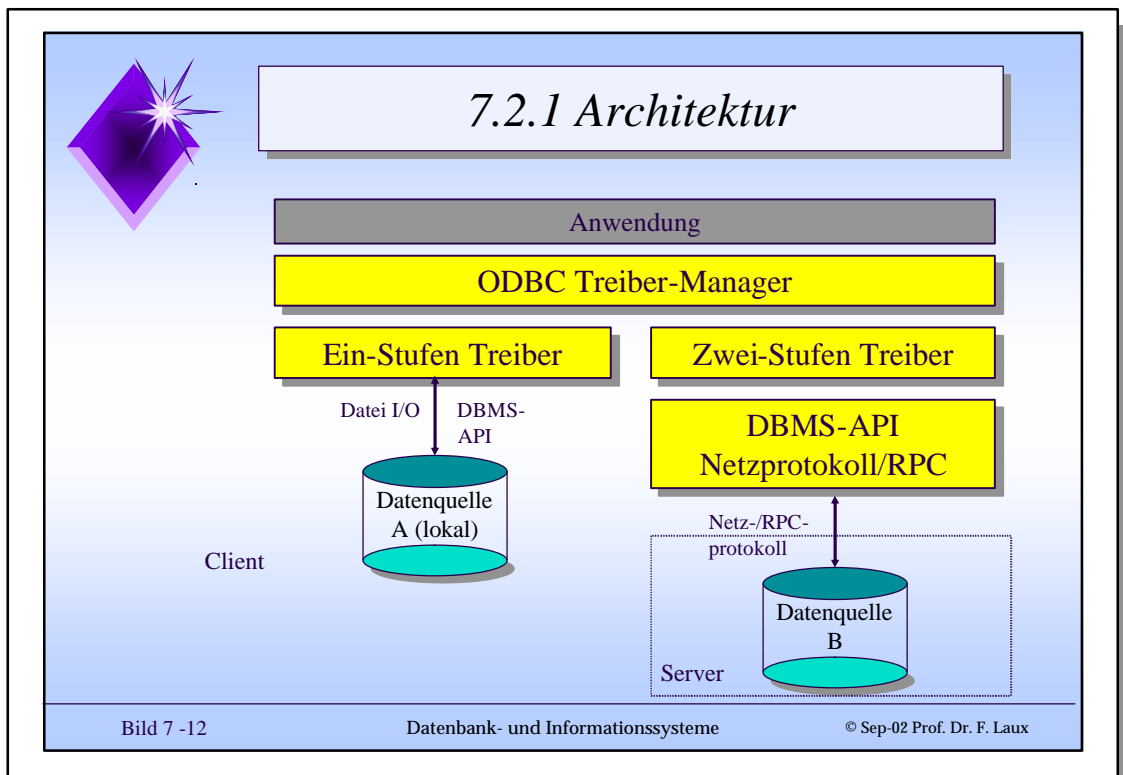 7.2.1 Architektur
Anwendung
ODBC Treiber-Manager
Ein-Stufen Treiber
Zwei-Stufen Treiber
Datei I/O
DBMS-
API
DBMS-API
Netzprotokoll/RPC
Datenquelle
A (lokal)
Client
Netz-/RPC-
protokoll
Datenquelle
B
Server
Bild 7 -12
Datenbank- und Informationssysteme
© Sep-02 Prof. Dr. F. Laux